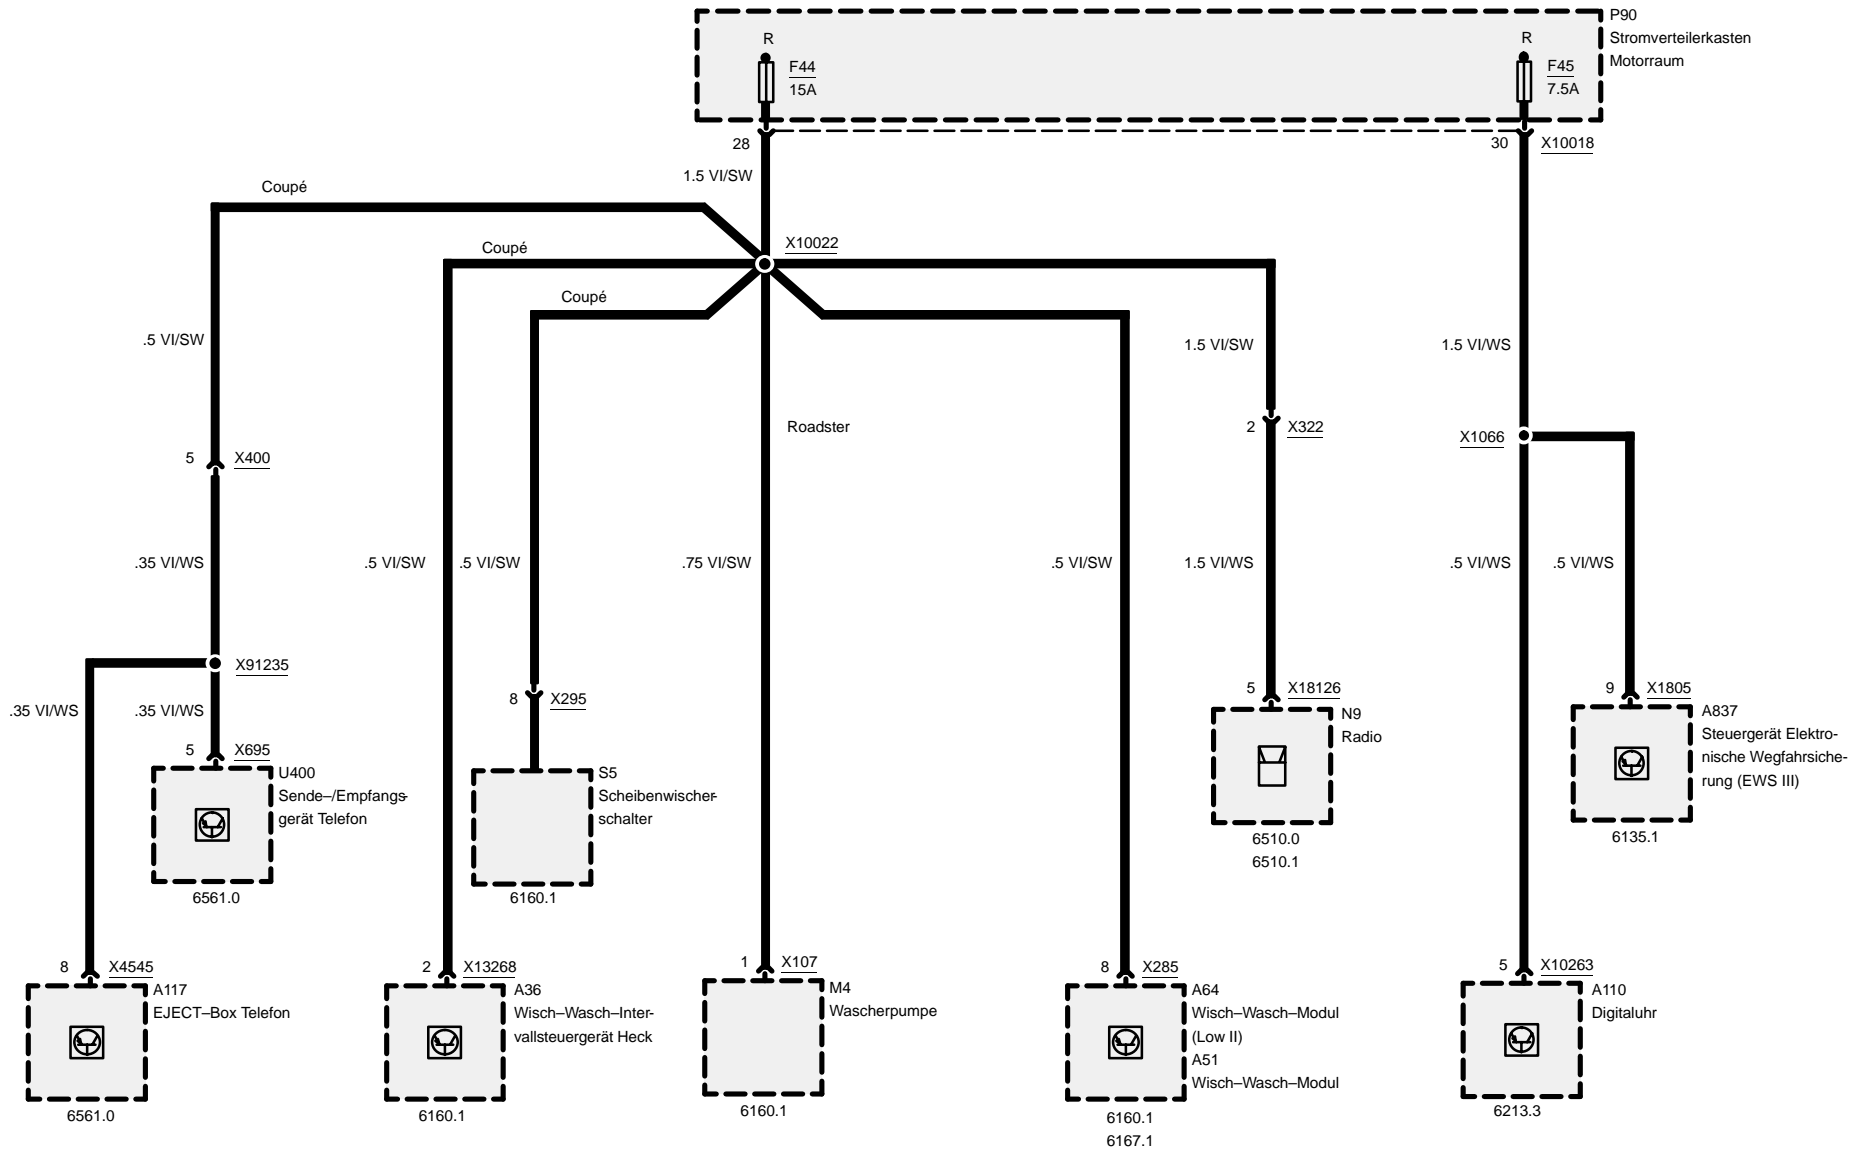 P90
Stromverteilerkasten
Motorraum
R
F44
15A
R
F45
7.5A
28
30
X10018
1.5 VI/SW
Coupé
X10022
Coupé
Coupé
.5 VI/SW
1.5 VI/SW
1.5 VI/WS
Roadster
2
X322
X1066
5
X400
.35 VI/WS
.5 VI/SW
.5 VI/SW
.75 VI/SW
.5 VI/SW
1.5 VI/WS
.5 VI/WS
.5 VI/WS
X91235
.35 VI/WS
.35 VI/WS
8
X295
5
X18126
9
X1805
5
X695
U400
Sende–/Empfangs-
gerät Telefon
6561.0
S5
Scheibenwischer-
schalter
6160.1
N9
Radio
6510.0
6510.1
A837
Steuergerät Elektro-
nische Wegfahrsiche-
rung (EWS III)
6135.1
8
X4545
A117
EJECT–Box Telefon
6561.0
2
X13268
A36
Wisch–Wasch–Inter-
vallsteuergerät Heck
6160.1
1
X107
M4
Wascherpumpe
6160.1
8
X285
A64
Wisch–Wasch–Modul
(Low II)
A51
Wisch–Wasch–Modul
6160.1
6167.1
5
X10263
A110
Digitaluhr
6213.3